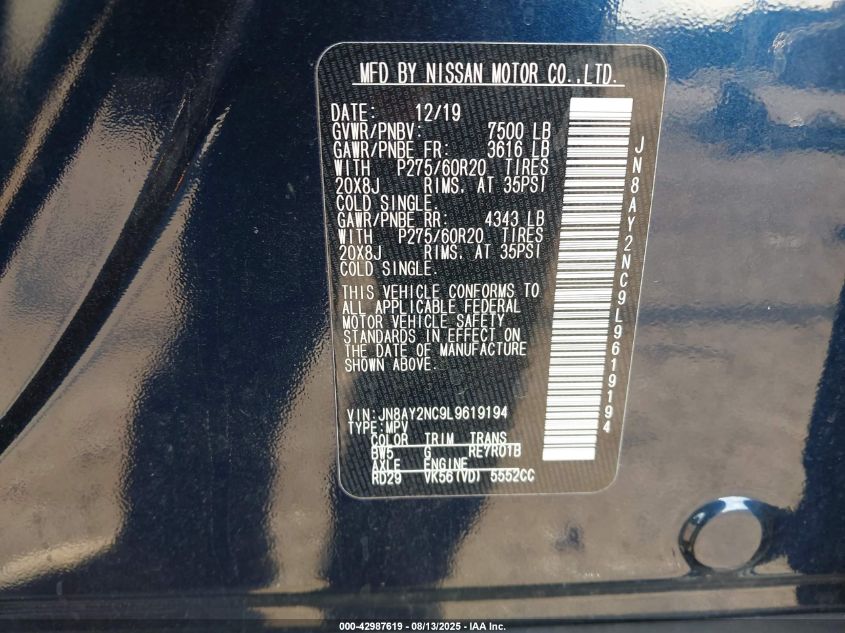 MFD BY NISSAN MOTOR CO.,LTD.
DATE: 12/19
GVWR/PNBV: 7500 LB
GAWR/PNBE FR: 3616 LB
WITH P275/60R20 TIRES
20X8J RIMS. AT 35PSI
COLD SINGLE.
GAWR/PNBE RR: 4343 LB
WITH P275/60R20 TIRES
20X8J RIMS. AT 35PSI
COLD SINGLE.
THIS VEHICLE CONFORMS TO
ALL APPLICABLE FEDERAL
MOTOR VEHICLE SAFETY
STANDARDS IN EFFECT ON
THE DATE OF MANUFACTURE
SHOWN ABOVE.
VIN:JN8AY2NC9L9619194
TYPE:MPV
COLOR TRIM TRANS
BW5 G RE7R01B
AXLE ENGINE
RD29 VK56(VD) 5552CC
JN8AY2NC9L9619194
000-42987619 - 08/13/2025 - IAA Inc.